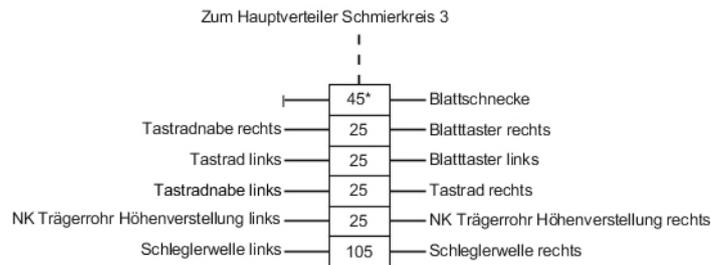 Zum Hauptverteiler Schmierkreis 3
45* Blattschnecke
Tastradnabe rechts 25 Blatttaster rechts
Tastrad links 25 Blatttaster links
Tastradnabe links 25 Tastrad rechts
NK Trägerrohr Höhenverstellung links 25 NK Trägerrohr Höhenverstellung rechts
Schleglerwelle links 105 Schleglerwelle rechts